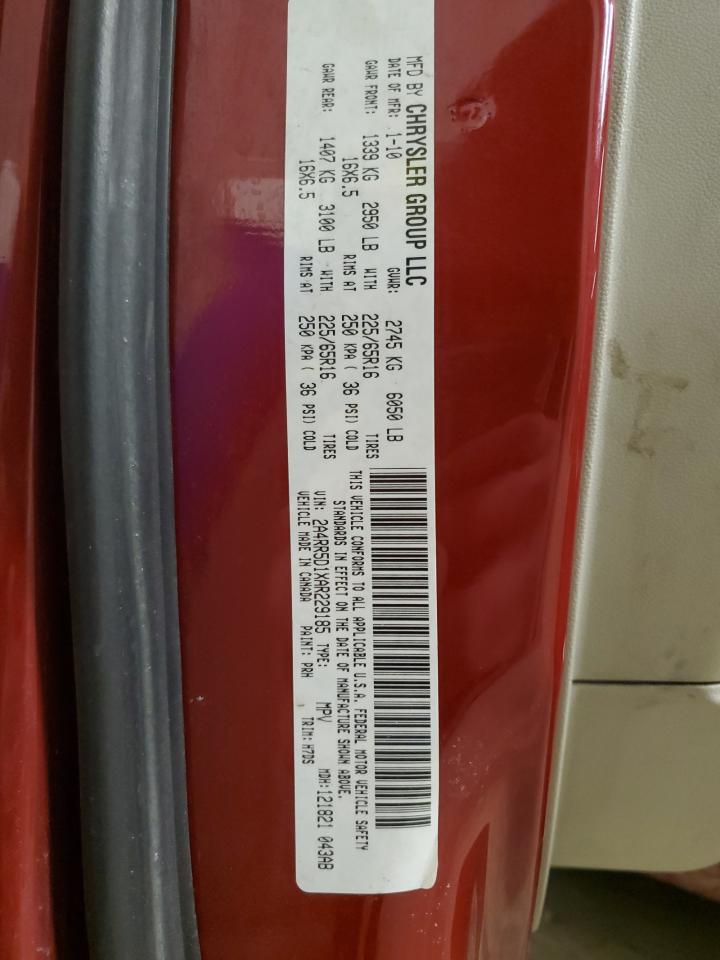 MFD BY CHRYSLER GROUP LLC
DATE OF MFR: 1-10 GVWR: 2745 KG 6050 LB
GAWR FRONT: 1339 KG 2950 LB WITH 225/65R16 TIRES
16X6.5 RIMS AT 250 KPA ( 36 PSI) COLD
GAWR REAR: 1407 KG 3100 LB WITH 225/65R16 TIRES
16X6.5 RIMS AT 250 KPA ( 36 PSI) COLD
THIS VEHICLE CONFORMS TO ALL APPLICABLE U.S.A. FEDERAL MOTOR VEHICLE SAFETY
STANDARDS IN EFFECT ON THE DATE OF MANUFACTURE SHOWN ABOVE.
VIN: 2A4RR5D1XAR229185 TYPE: MPV MDH:121821 043AB
VEHICLE MADE IN CANADA PAINT: PRH TRIM: H7DS